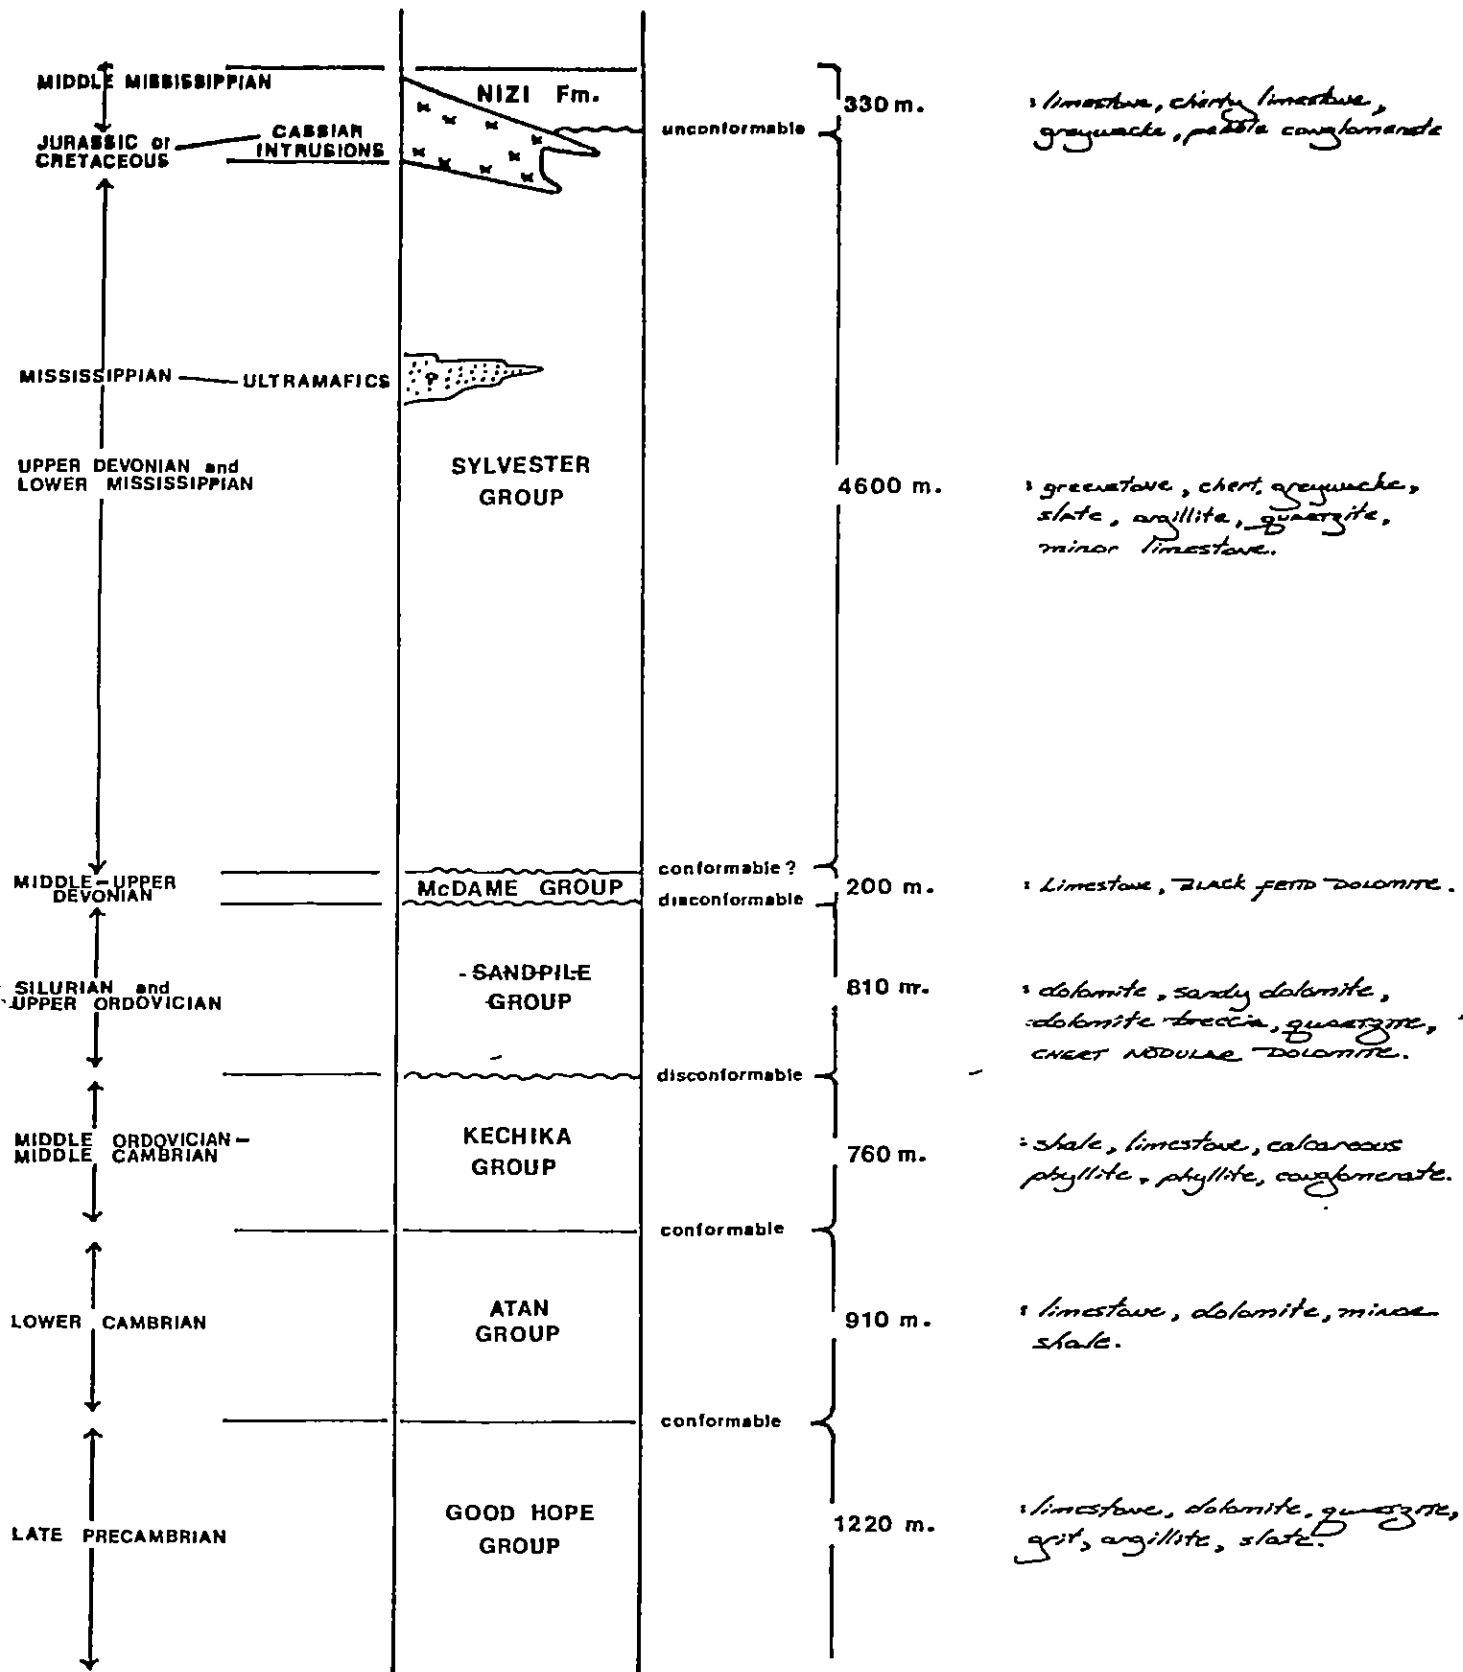 MIDDLE MISSISSIPPIAN
NIZI Fm.
330 m.
: limestone, cherty limestone,
greywacke, pebble conglomerate
unconformable
JURASSIC or
CRETACEOUS
CASSIAN
INTRUSIONS
MISSISSIPPIAN
ULTRAMAFICS
?
UPPER DEVONIAN and
LOWER MISSISSIPPIAN
SYLVESTER
GROUP
4600 m.
: greenstone, chert, greywacke,
slate, argillite, quartzite,
minor limestone.
conformable ?
MIDDLE-UPPER
DEVONIAN
McDAME GROUP
200 m.
: Limestone, BLACK FETID DOLOMITE.
disconformable
SILURIAN and
UPPER ORDOVICIAN
SANDPILE
GROUP
810 m.
: dolomite, sandy dolomite,
dolomite breccia, quartzite,
CHERT NODULAR DOLOMITE.
disconformable
MIDDLE ORDOVICIAN-
MIDDLE CAMBRIAN
KECHIKA
GROUP
760 m.
: shale, limestone, calcareous
phyllite, phyllite, conglomerate.
conformable
LOWER CAMBRIAN
ATAN
GROUP
910 m.
: limestone, dolomite, minor
shale.
conformable
LATE PRECAMBRIAN
GOOD HOPE
GROUP
1220 m.
: limestone, dolomite, quartzite,
grit, argillite, slate.